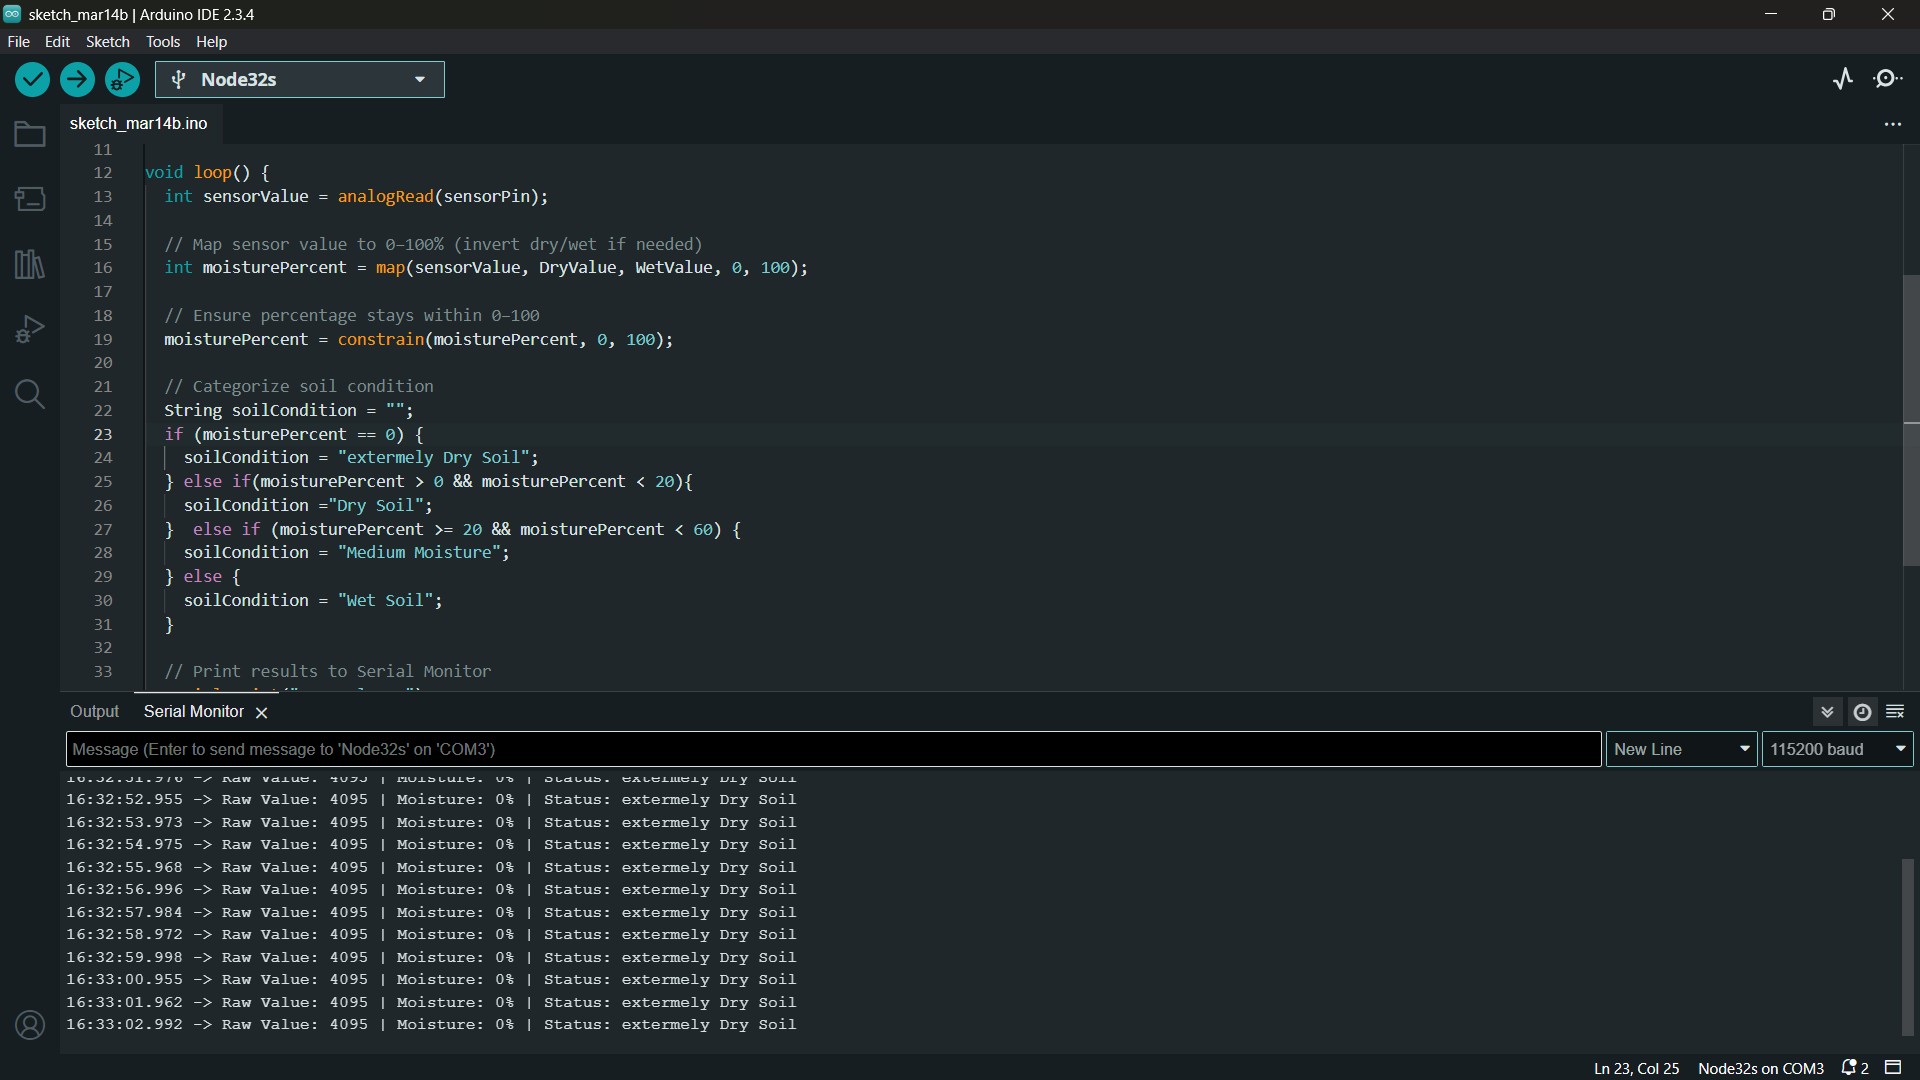 sketch_mar14b | Arduino IDE 2.3.4
File Edit Sketch Tools Help
Node32s
sketch_mar14b.ino
11
12 void loop() {
13 int sensorValue = analogRead(sensorPin);
14
15 // Map sensor value to 0–100% (invert dry/wet if needed)
16 int moisturePercent = map(sensorValue, DryValue, WetValue, 0, 100);
17
18 // Ensure percentage stays within 0–100
19 moisturePercent = constrain(moisturePercent, 0, 100);
20
21 // Categorize soil condition
22 String soilCondition = "";
23 if (moisturePercent == 0) {
24 soilCondition = "extermely Dry Soil";
25 } else if(moisturePercent > 0 && moisturePercent < 20){
26 soilCondition ="Dry Soil";
27 } else if (moisturePercent >= 20 && moisturePercent < 60) {
28 soilCondition = "Medium Moisture";
29 } else {
30 soilCondition = "Wet Soil";
31 }
32
33 // Print results to Serial Monitor
Output Serial Monitor
Message (Enter to send message to 'Node32s' on 'COM3')
New Line
115200 baud
16:32:51.976 -> Raw Value: 4095 | Moisture: 0% | Status: extermely Dry Soil
16:32:52.955 -> Raw Value: 4095 | Moisture: 0% | Status: extermely Dry Soil
16:32:53.973 -> Raw Value: 4095 | Moisture: 0% | Status: extermely Dry Soil
16:32:54.975 -> Raw Value: 4095 | Moisture: 0% | Status: extermely Dry Soil
16:32:55.968 -> Raw Value: 4095 | Moisture: 0% | Status: extermely Dry Soil
16:32:56.996 -> Raw Value: 4095 | Moisture: 0% | Status: extermely Dry Soil
16:32:57.984 -> Raw Value: 4095 | Moisture: 0% | Status: extermely Dry Soil
16:32:58.972 -> Raw Value: 4095 | Moisture: 0% | Status: extermely Dry Soil
16:32:59.998 -> Raw Value: 4095 | Moisture: 0% | Status: extermely Dry Soil
16:33:00.955 -> Raw Value: 4095 | Moisture: 0% | Status: extermely Dry Soil
16:33:01.962 -> Raw Value: 4095 | Moisture: 0% | Status: extermely Dry Soil
16:33:02.992 -> Raw Value: 4095 | Moisture: 0% | Status: extermely Dry Soil
Ln 23, Col 25 Node32s on COM3 2